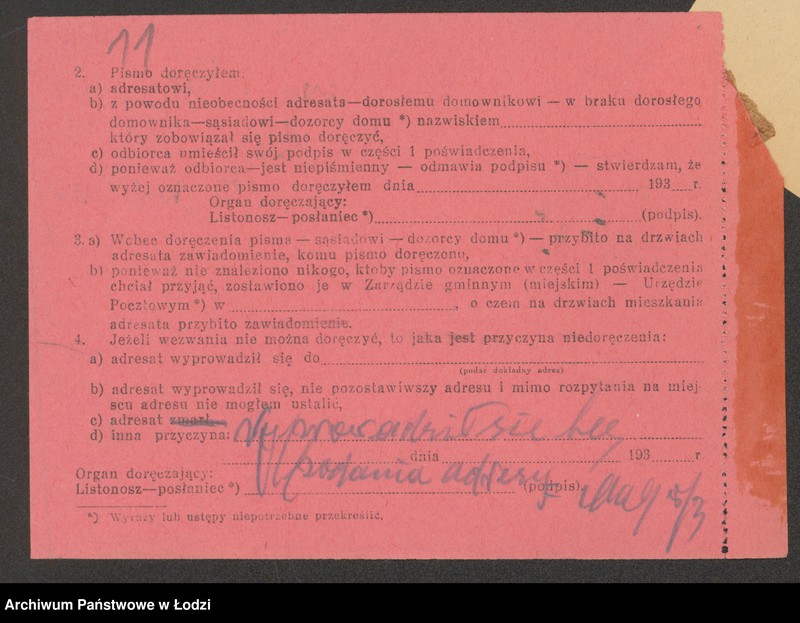 11
2. Pismo doręczyłem:
a) adresatowi,
b) z powodu nieobecności adresata—dorosłemu domownikowi — w braku dorosłego
domownika—sąsiadowi—dozorcy domu *) nazwiskiem
który zobowiązał się pismo doręczyć,
c) odbiorca umieścił swój podpis w części 1 poświadczenia,
d) ponieważ odbiorca—jest niepiśmienny — odmawia podpisu *) — stwierdzam, że
wyżej oznaczone pismo doręczyłem dnia 193 r.
Organ doręczający:
Listonosz—posłaniec *) (podpis).
3. a) Wobec doręczenia pisma — sąsiadowi — dozorcy domu *) — przybito na drzwiach
adresata zawiadomienie, komu pismo doręczono,
b) ponieważ nie znaleziono nikogo, ktoby pismo oznaczone w części 1 poświadczenia
chciał przyjąć, zostawiono je w Zarządzie gminnym (miejskim) — Urzędzie
Pocztowym *) w , o czem na drzwiach mieszkania
adresata przybito zawiadomienie.
4. Jeżeli wezwania nie można doręczyć, to jaka jest przyczyna niedoręczenia:
a) adresat wyprowadził się do
(podać dokładny adres)
b) adresat wyprowadził się, nie pozostawiwszy adresu i mimo rozpytania na miej-
scu adresu nie mogłem ustalić,
c) adresat zmarł
d) inna przyczyna: Wyprowadził sie bez
dnia 193 r.
podania adresu
Organ doręczający:
Listonosz—posłaniec *) (podpis).
*) Wyrazy lub ustępy niepotrzebne przekreślić.
Archiwum Państwowe w Łodzi